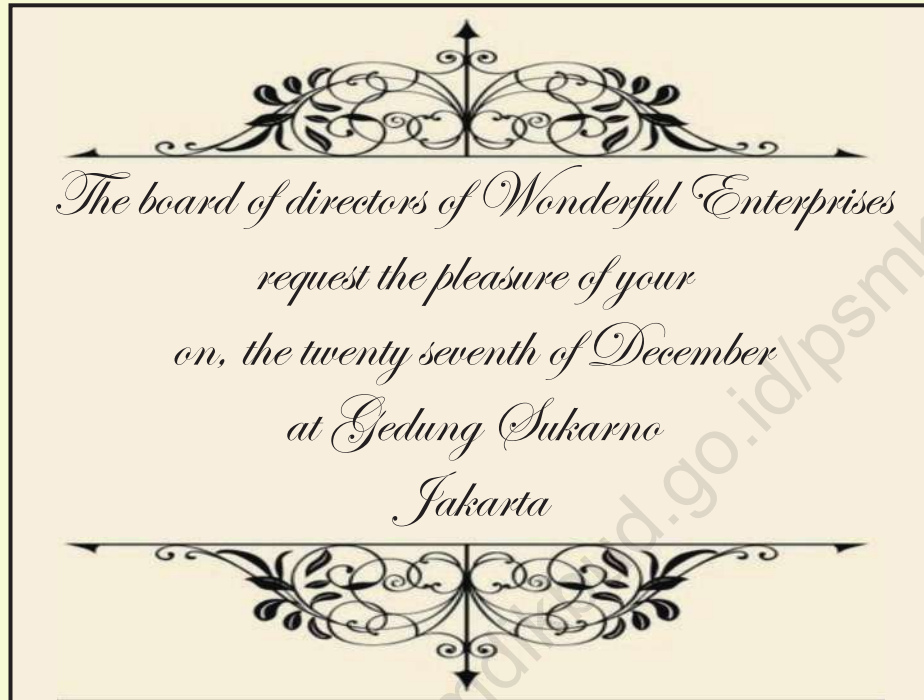 The board of directors of Wonderful Enterprises
request the pleasure of your
on, the twenty seventh of December
at Gedung Sukarno
Jakarta